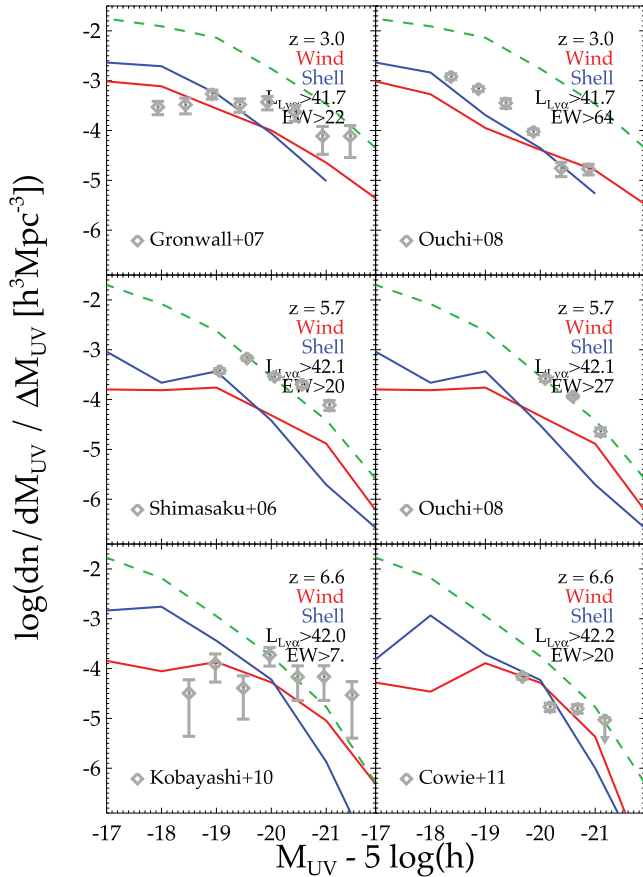 z = 3.0
Wind
Shell
L_Lyα>41.7
EW>22
Gronwall+07
z = 3.0
Wind
Shell
L_Lyα>41.7
EW>64
Ouchi+08
z = 5.7
Wind
Shell
L_Lyα>42.1
EW>20
Shimasaku+06
z = 5.7
Wind
Shell
L_Lyα>42.1
EW>27
Ouchi+08
z = 6.6
Wind
Shell
L_Lyα>42.0
EW>7.
Kobayashi+10
z = 6.6
Wind
Shell
L_Lyα>42.2
EW>20
Cowie+11
-2
-3
-4
-5
-6
-2
-3
-4
-5
-6
-2
-3
-4
-5
-6
-17 -18 -19 -20 -21 -17 -18 -19 -20 -21
log(dn/dM_UV / ΔM_UV [h³Mpc⁻³])
M_UV - 5 log(h)